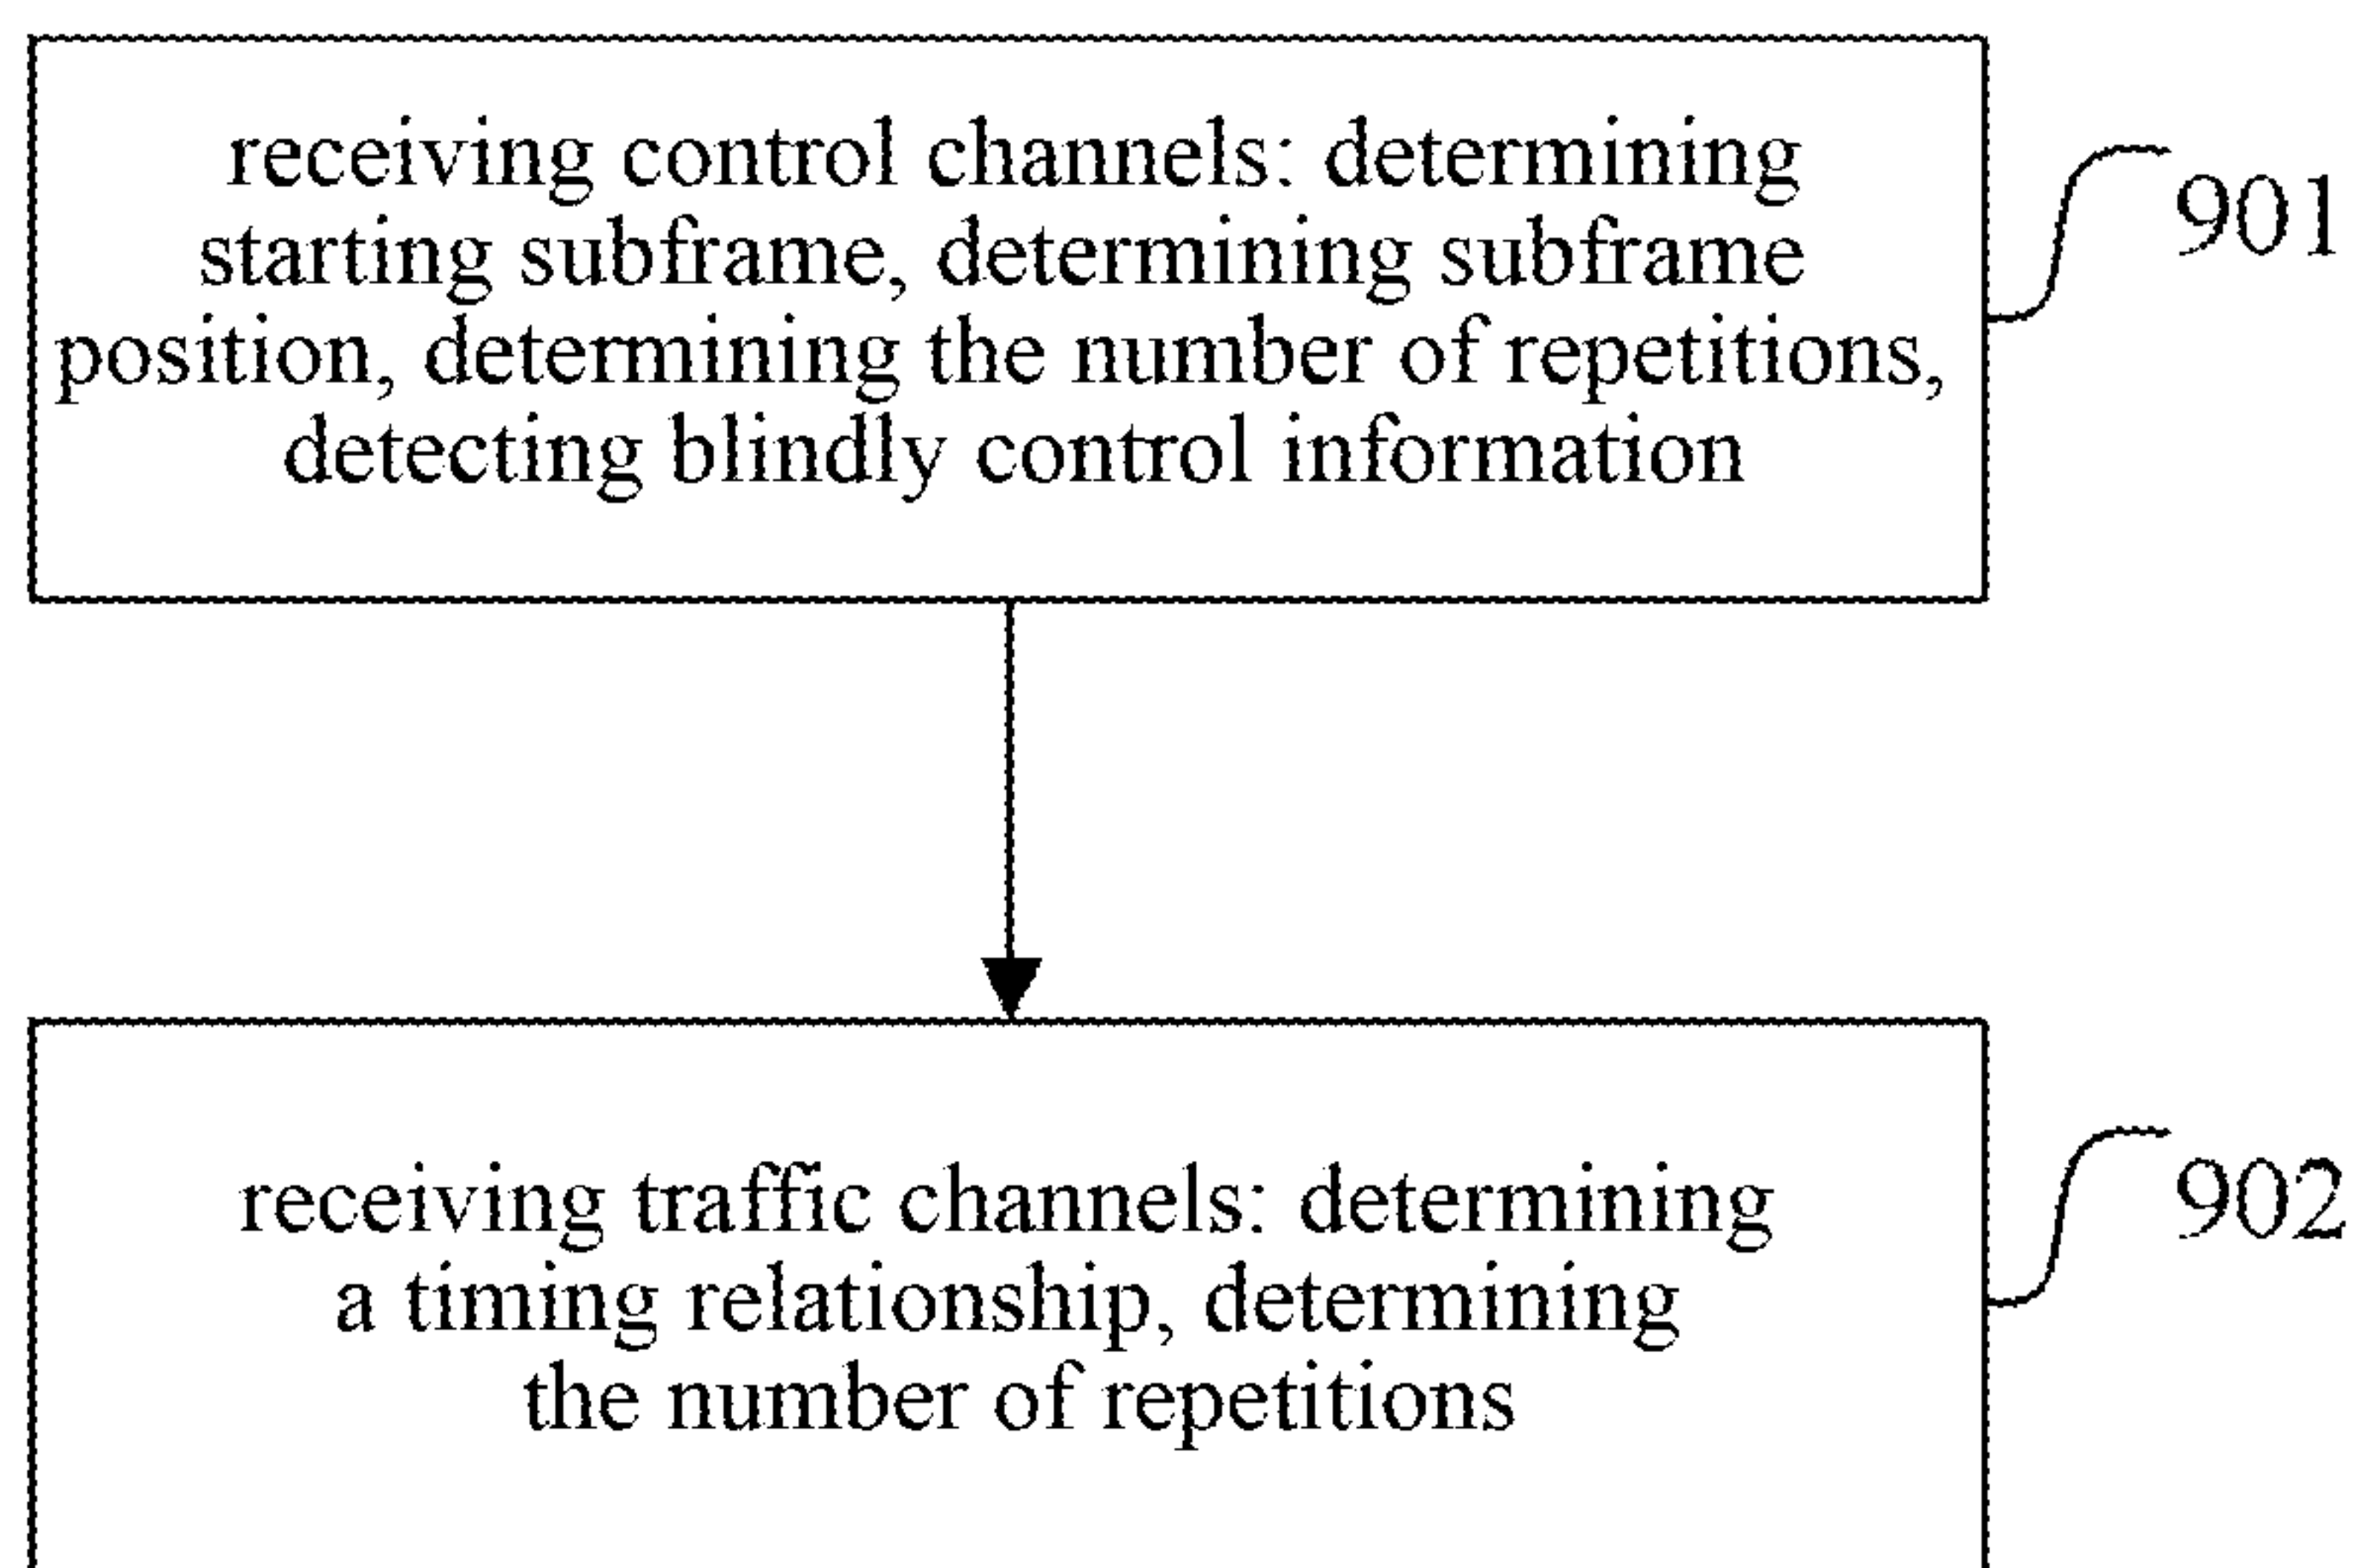 receiving control channels: determining
starting subframe, determining subframe
position, determining the number of repetitions,
detecting blindly control information
901
receiving traffic channels: determining
a timing relationship, determining
the number of repetitions
902